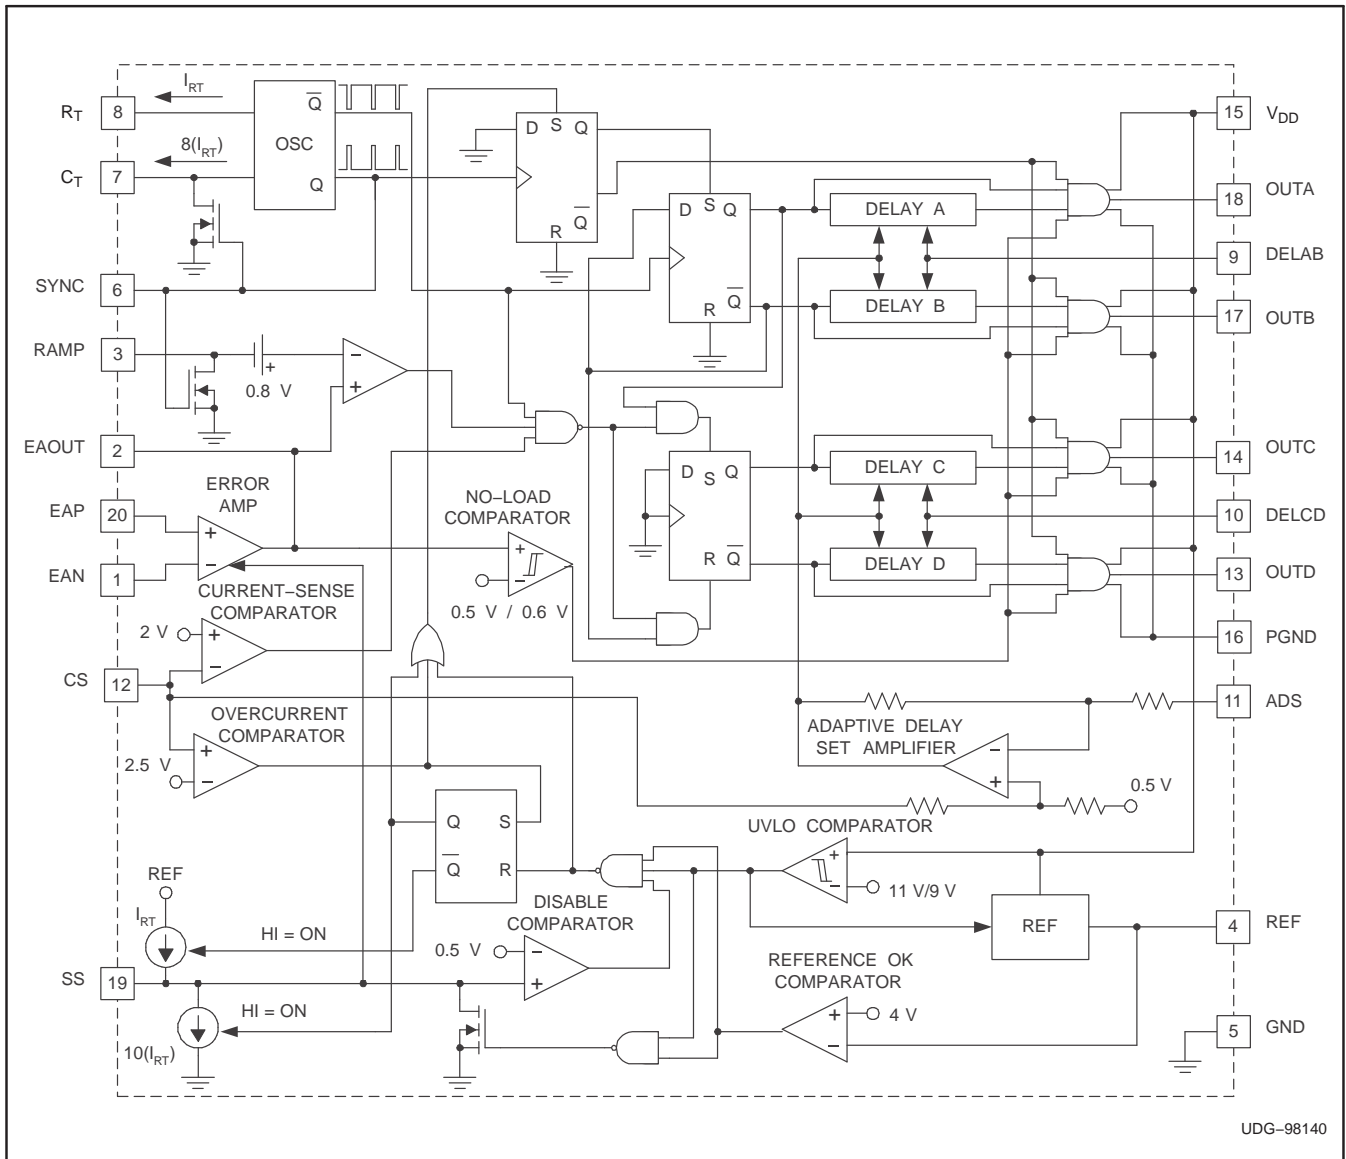 I_RT
R_T 8
OSC
Q̅
Q
8(I_RT)
C_T 7
SYNC 6
RAMP 3
0.8 V
+
−
+
EAOUT 2
ERROR
AMP
EAP 20
+
−
EAN 1
CURRENT−SENSE
COMPARATOR
2 V
+
−
CS 12
OVERCURRENT
COMPARATOR
+
2.5 V
−
NO−LOAD
COMPARATOR
+
−
0.5 V / 0.6 V
D S Q
Q̅
R
D S Q
Q̅
R
D S Q
R Q̅
DELAY A
DELAY B
DELAY C
DELAY D
15 V_DD
18 OUTA
9 DELAB
17 OUTB
14 OUTC
10 DELCD
13 OUTD
16 PGND
11 ADS
ADAPTIVE DELAY
SET AMPLIFIER
−
+
0.5 V
UVLO COMPARATOR
+
−
11 V/9 V
Q S
Q̅ R
REF
I_RT
HI = ON
DISABLE
COMPARATOR
0.5 V
−
+
REF
4 REF
REFERENCE OK
COMPARATOR
+
4 V
−
SS 19
HI = ON
10(I_RT)
5 GND
UDG−98140